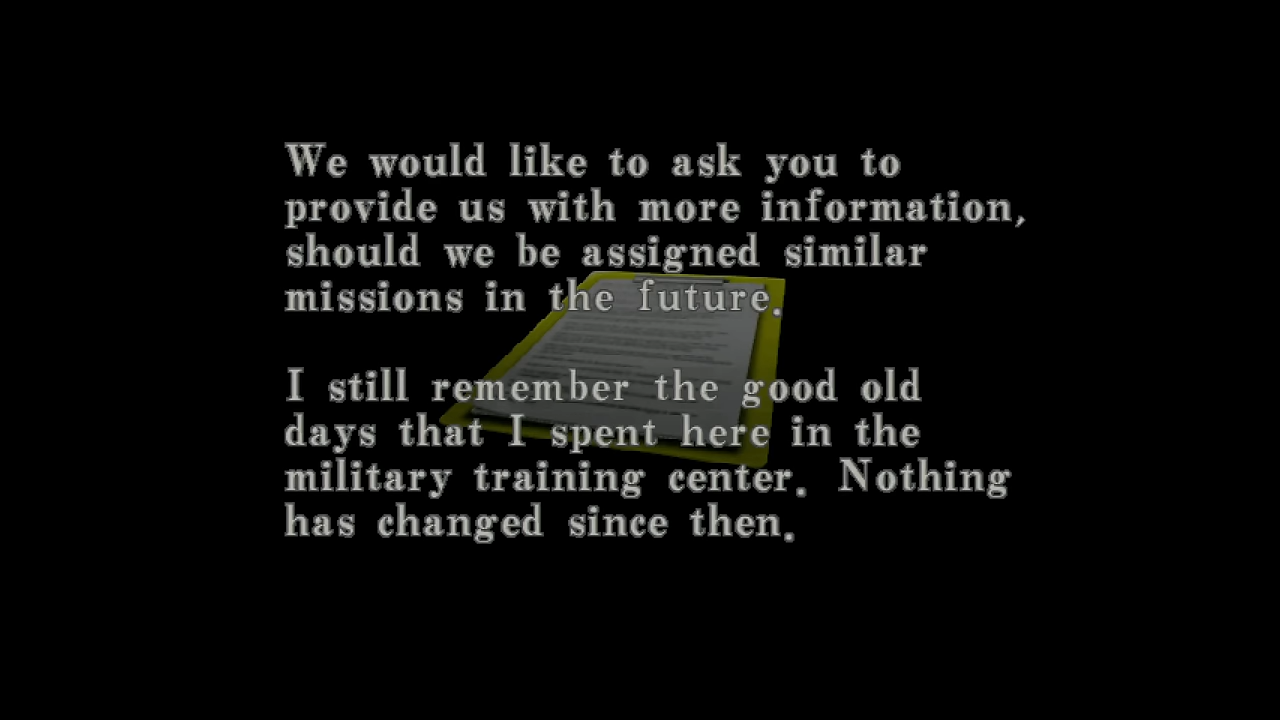 We would like to ask you to
provide us with more information,
should we be assigned similar
missions in the future.
I still remember the good old
days that I spent here in the
military training center. Nothing
has changed since then.